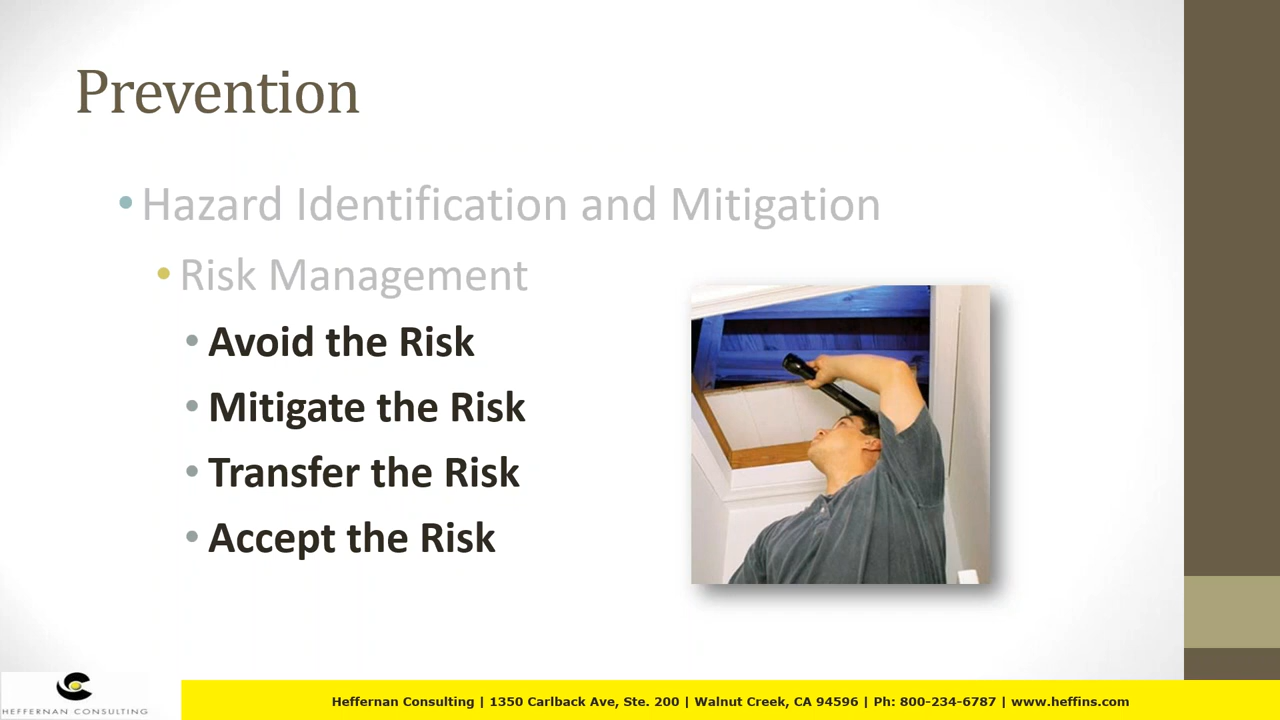 Prevention
• Hazard Identification and Mitigation
• Risk Management
• Avoid the Risk
• Mitigate the Risk
• Transfer the Risk
• Accept the Risk
HEFFERNAN CONSULTING
Heffernan Consulting | 1350 Carlback Ave, Ste. 200 | Walnut Creek, CA 94596 | Ph: 800-234-6787 | www.heffins.com